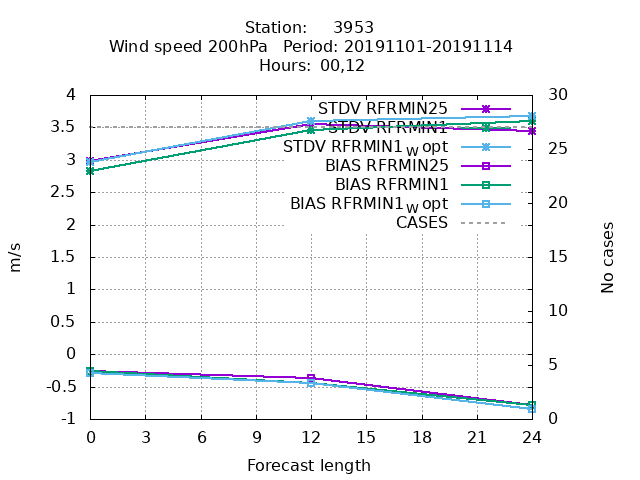 Station: 3953
Wind speed 200hPa Period: 20191101-20191114
Hours: 00,12
STDV RFRMIN25
STDV RFRMIN1
STDV RFRMIN1w opt
BIAS RFRMIN25
BIAS RFRMIN1
BIAS RFRMIN1w opt
CASES
4
3.5
3
2.5
2
1.5
1
0.5
0
-0.5
-1
m/s
30
25
20
15
10
5
0
No cases
0 3 6 9 12 15 18 21 24
Forecast length